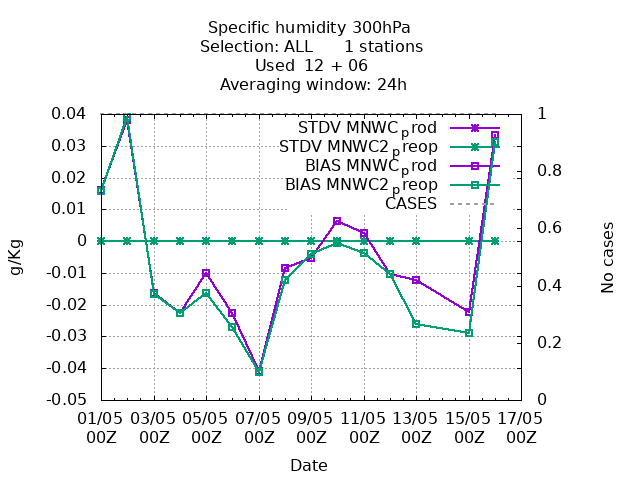 Specific humidity 300hPa
Selection: ALL 1 stations
Used 12 + 06
Averaging window: 24h
0.04 1
STDV MNWC_prod
0.03 STDV MNWC2_preop
BIAS MNWC_prod
0.02 BIAS MNWC2_preop 0.8
CASES
0.01
0.6
0
g/Kg No cases
-0.01
0.4
-0.02
-0.03
0.2
-0.04
-0.05 0
01/05 03/05 05/05 07/05 09/05 11/05 13/05 15/05 17/05
00Z 00Z 00Z 00Z 00Z 00Z 00Z 00Z 00Z
Date